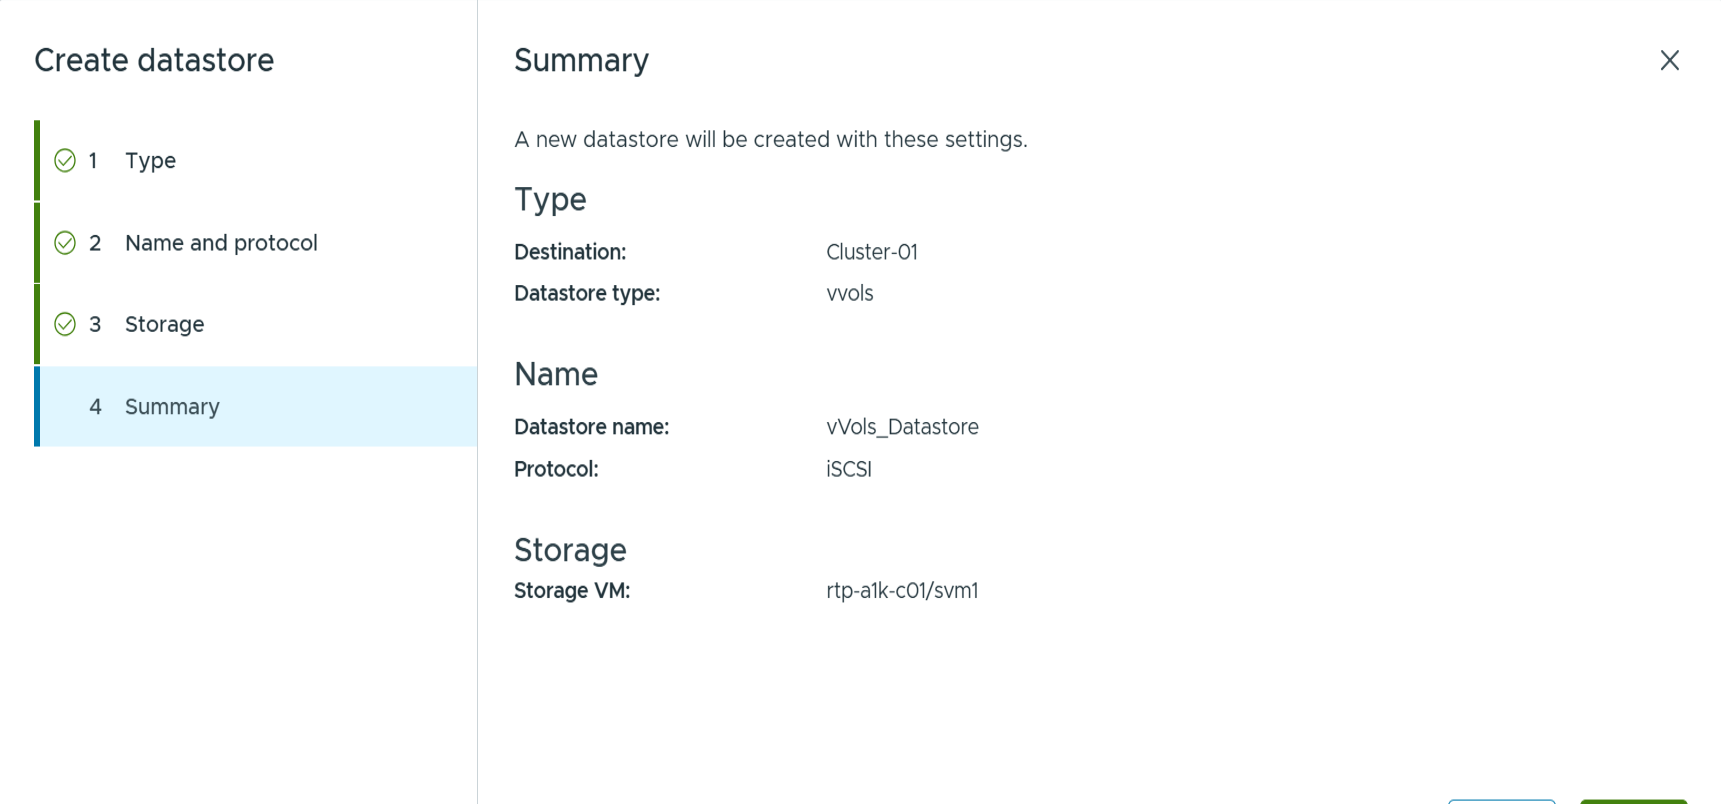 Create datastore
1 Type
2 Name and protocol
3 Storage
4 Summary
Summary
A new datastore will be created with these settings.
Type
Destination: Cluster-01
Datastore type: vvols
Name
Datastore name: vVols_Datastore
Protocol: iSCSI
Storage
Storage VM: rtp-a1k-c01/svm1